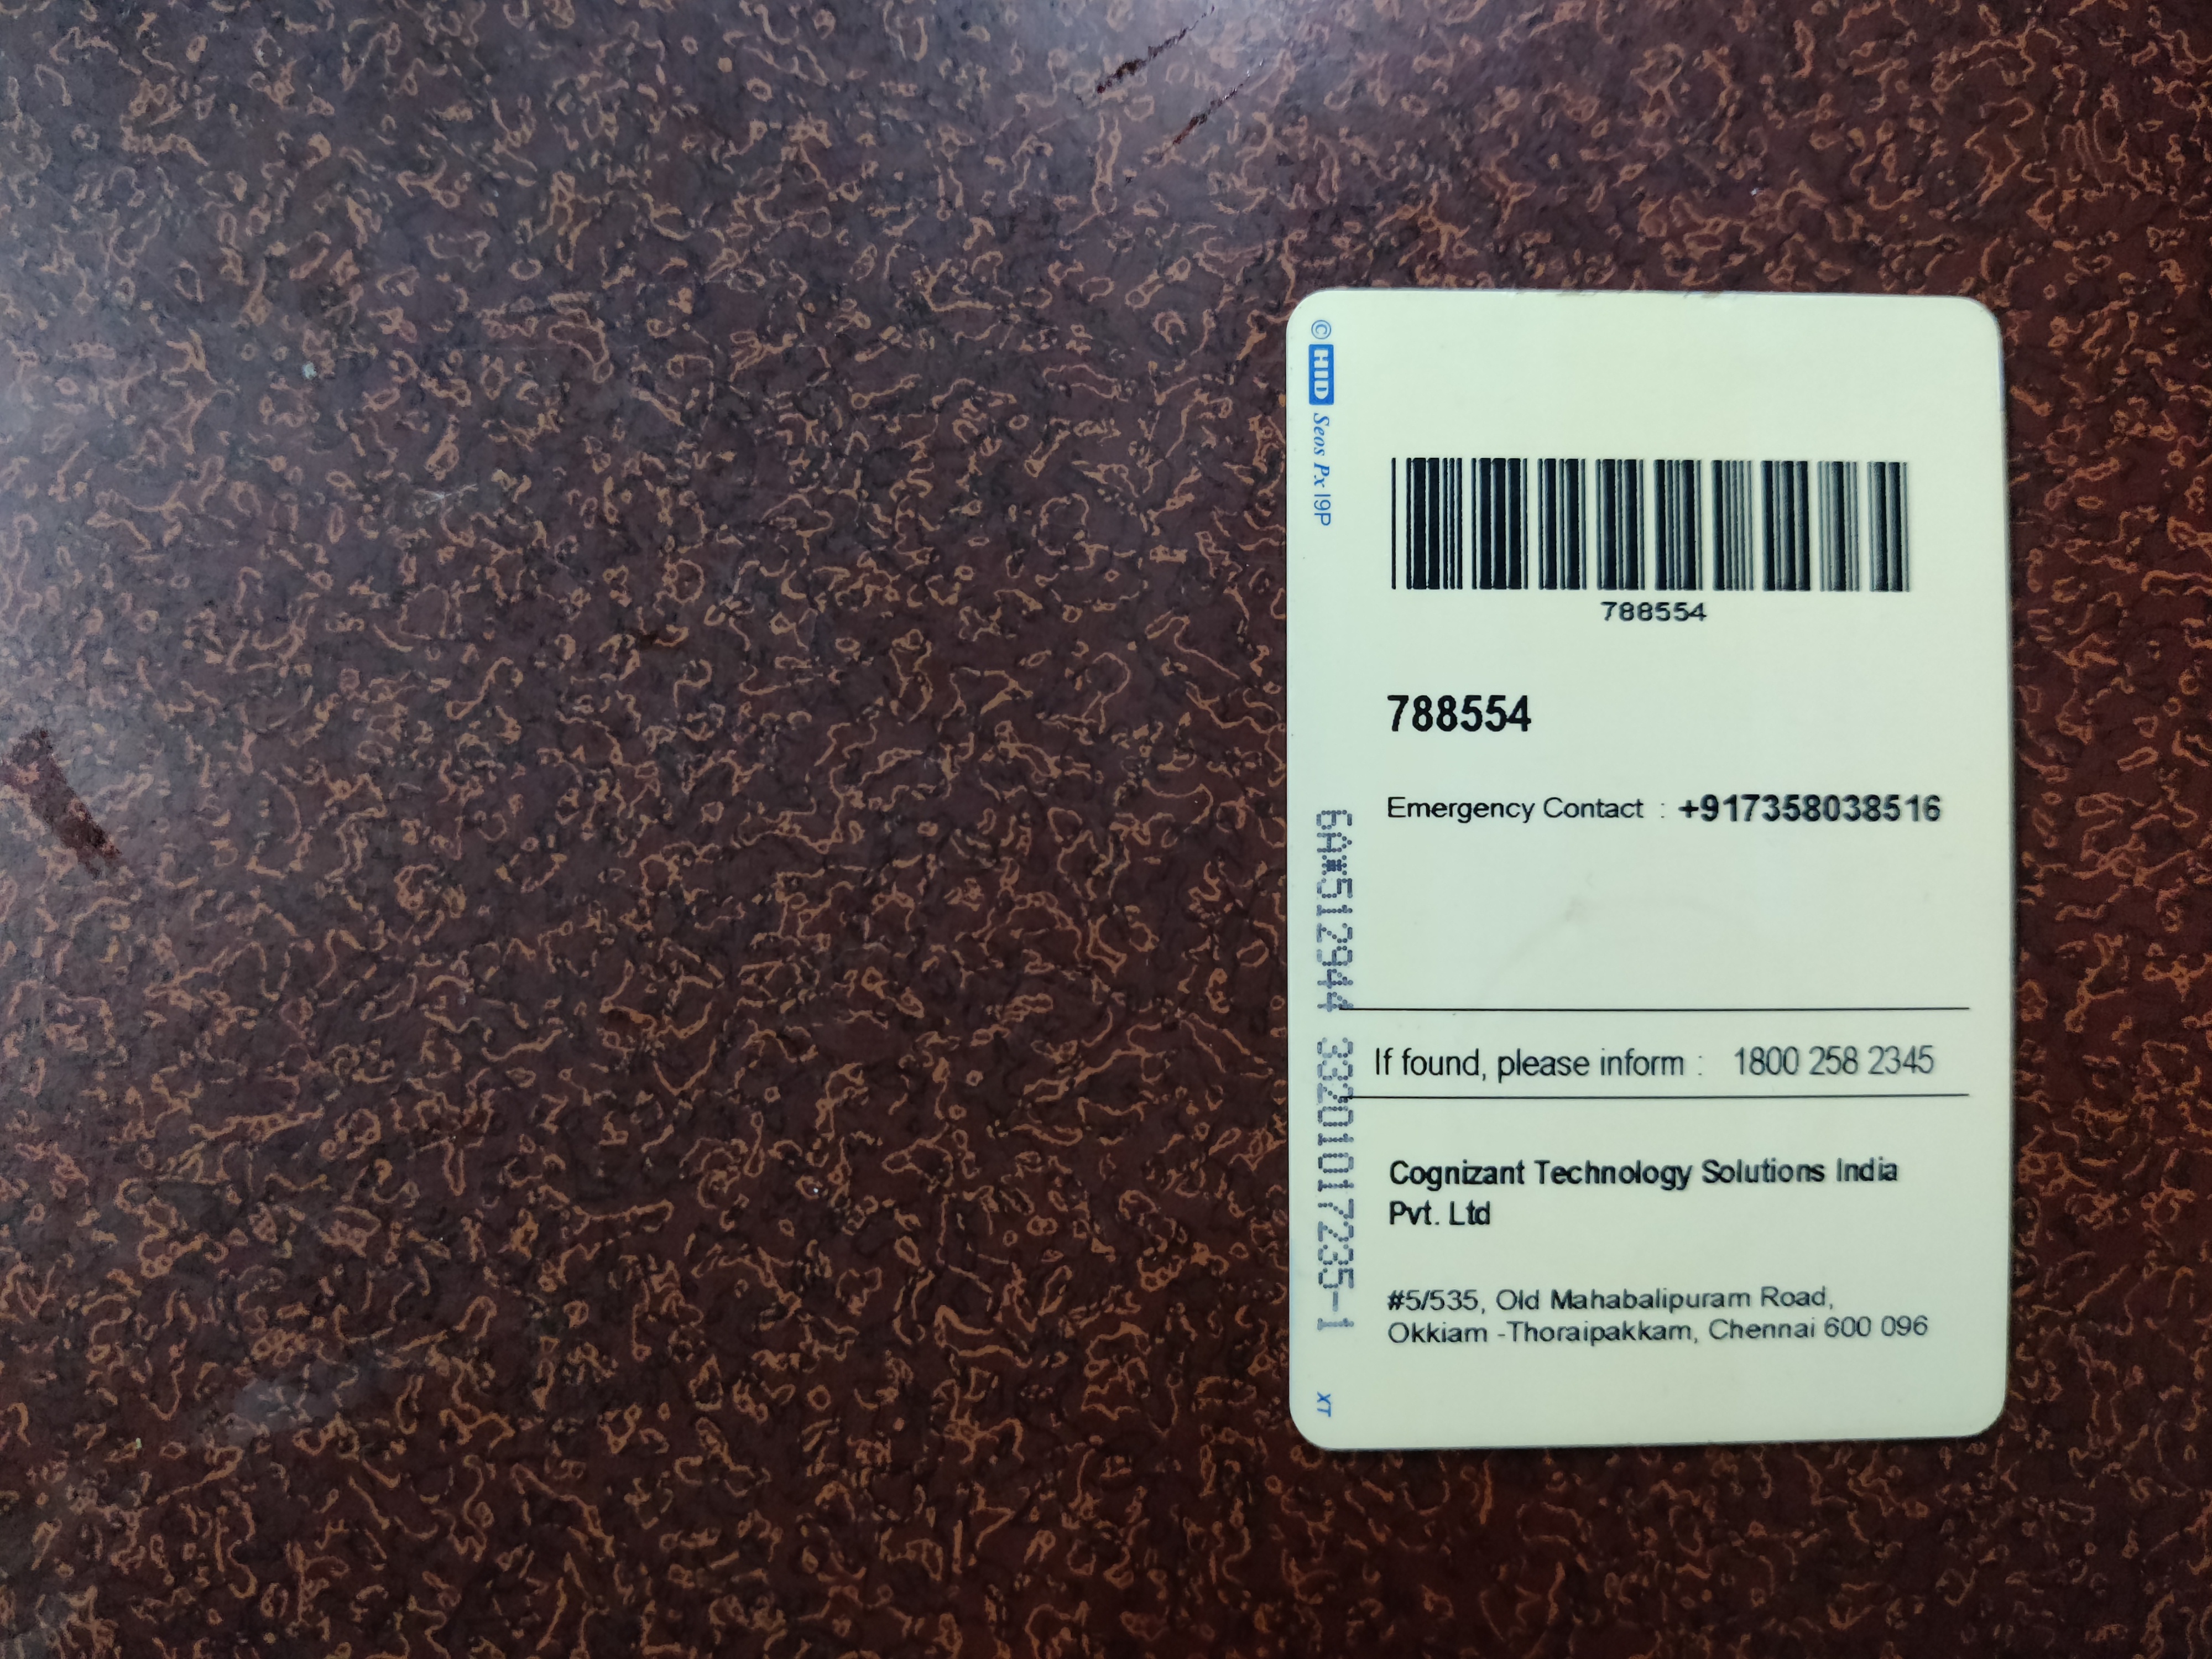 © HID Seos Px I9P
788554
788554
Emergency Contact : +917358038516
6A*512944 33201017235-1
If found, please inform : 1800 258 2345
Cognizant Technology Solutions India
Pvt. Ltd
#5/535, Old Mahabalipuram Road,
Okkiam -Thoraipakkam, Chennai 600 096
XT